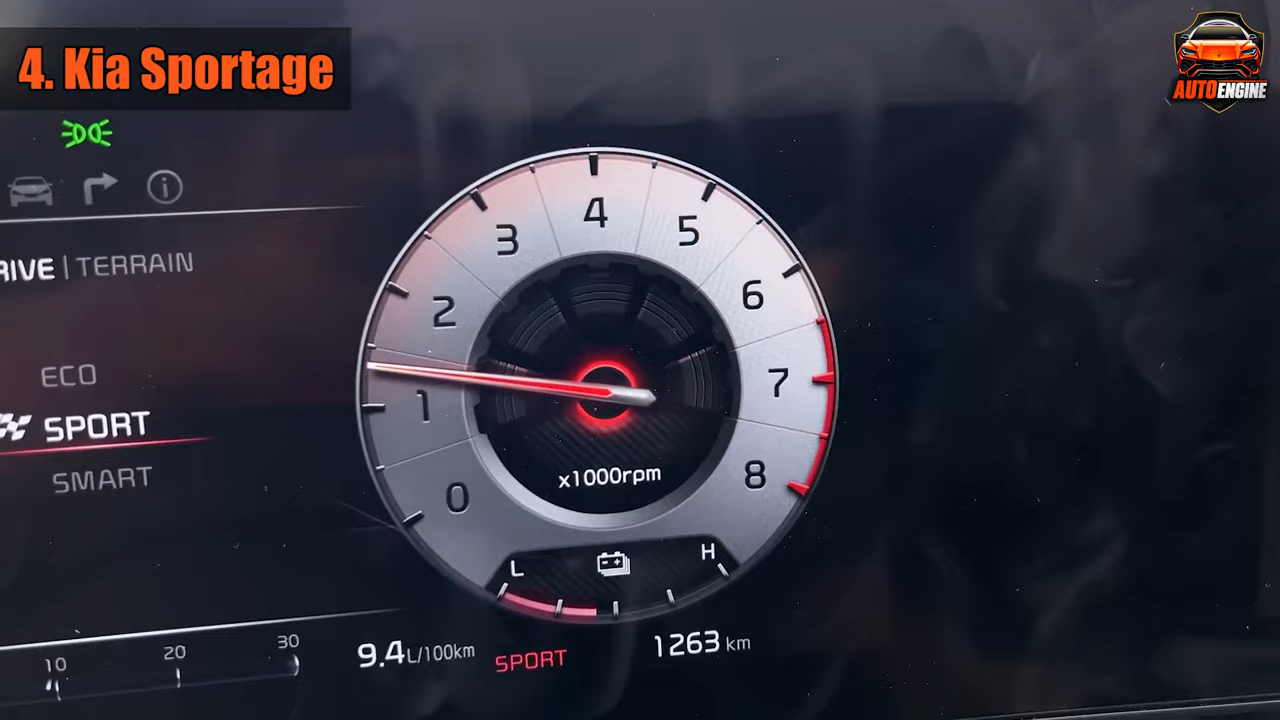 4. Kia Sportage
AUTOENGINE
RIVE | TERRAIN
ECO
SPORT
SMART
0
1
2
3
4
5
6
7
8
x1000rpm
L
H
10
20
30
9.4L/100km
SPORT
1263 km